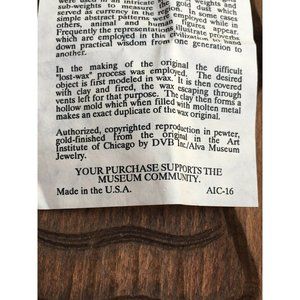 were used in an intricate
sub-weights to measure the gold dust which
served as currency in the region. In some cases
simple abstract patterns were employed while in
others, animal and human figures appear.
Frequently the representations illustrate proverbs
which are employed in this civilization to hand
down practical wisdom from one generation to
another.
In the making of the original the difficult
"lost-wax" process was employed. The desired
object is first modeled in wax. It is then covered
with clay and fired, the wax escaping through
vents left for that purpose. The clay then forms a
hollow mold which when filled with molten metal
makes an exact duplicate of the wax original.
Authorized, copyrighted reproduction in pewter,
gold-finished from the original in the Art
Institute of Chicago by DVB Inc/Alva Museum
Jewelry.
YOUR PURCHASE SUPPORTS THE
MUSEUM COMMUNITY.
Made in the U.S.A. AIC-16